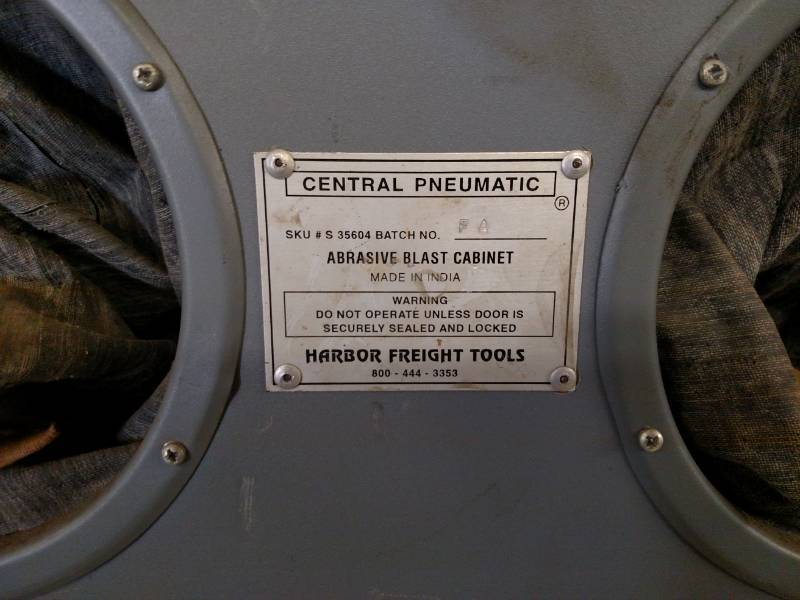 CENTRAL PNEUMATIC
®
SKU # S 35604 BATCH NO. F A
ABRASIVE BLAST CABINET
MADE IN INDIA
WARNING
DO NOT OPERATE UNLESS DOOR IS
SECURELY SEALED AND LOCKED
HARBOR FREIGHT TOOLS
800 - 444 - 3353